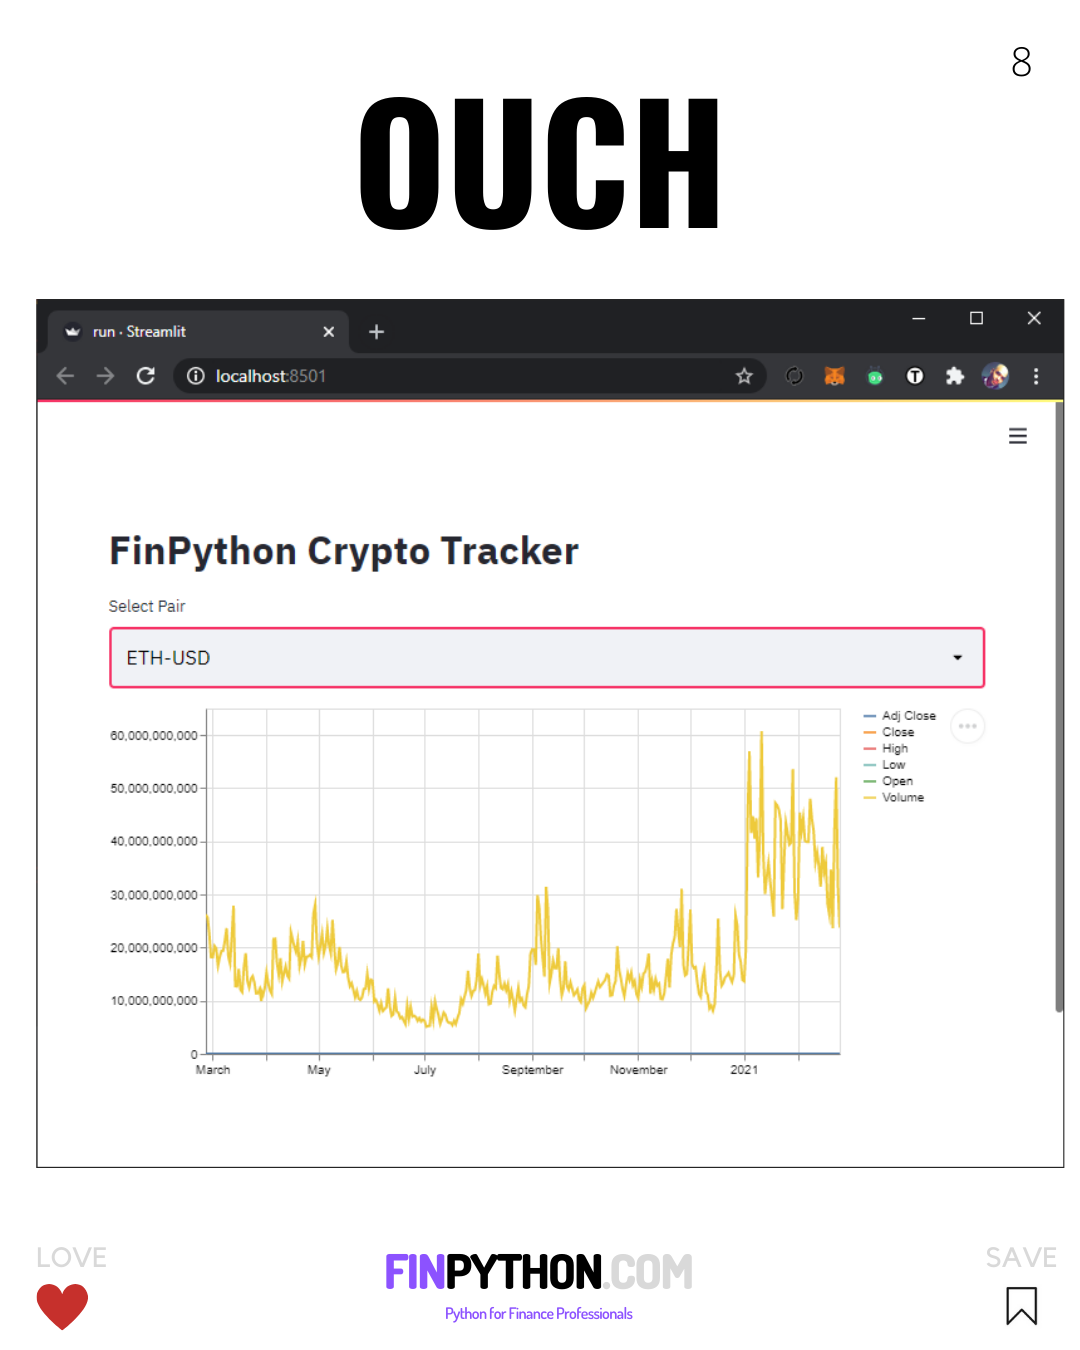 8
OUCH
run · Streamlit
localhost:8501
T
FinPython Crypto Tracker
Select Pair
ETH-USD
60,000,000,000
50,000,000,000
40,000,000,000
30,000,000,000
20,000,000,000
10,000,000,000
0
March May July September November 2021
Adj Close
Close
High
Low
Open
Volume
LOVE
SAVE
FINPYTHON.COM
Python for Finance Professionals